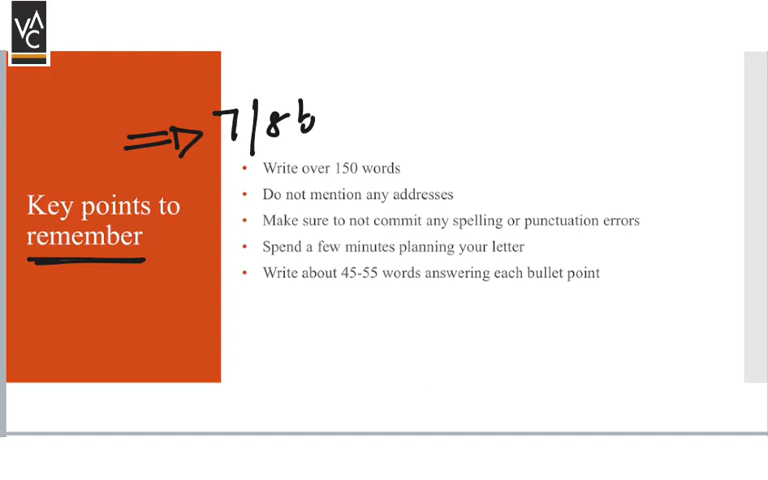 VAC
7/8b
Key points to
remember
• Write over 150 words
• Do not mention any addresses
• Make sure to not commit any spelling or punctuation errors
• Spend a few minutes planning your letter
• Write about 45-55 words answering each bullet point